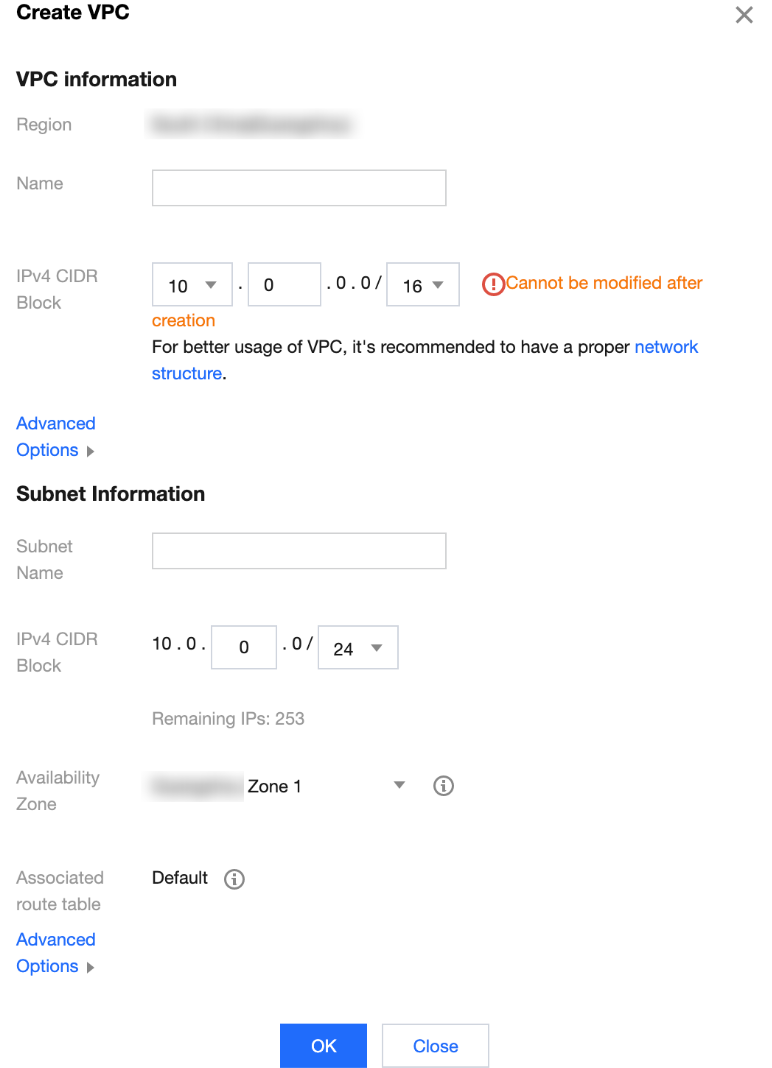 Create VPC
VPC information
Region
Name
IPv4 CIDR
Block
10 . 0 . 0 . 0 / 16 Cannot be modified after
creation
For better usage of VPC, it's recommended to have a proper network
structure.
Advanced
Options
Subnet Information
Subnet
Name
IPv4 CIDR
Block
10 . 0 . 0 . 0 / 24
Remaining IPs: 253
Availability
Zone
Zone 1
Associated
route table
Default
Advanced
Options
OK
Close